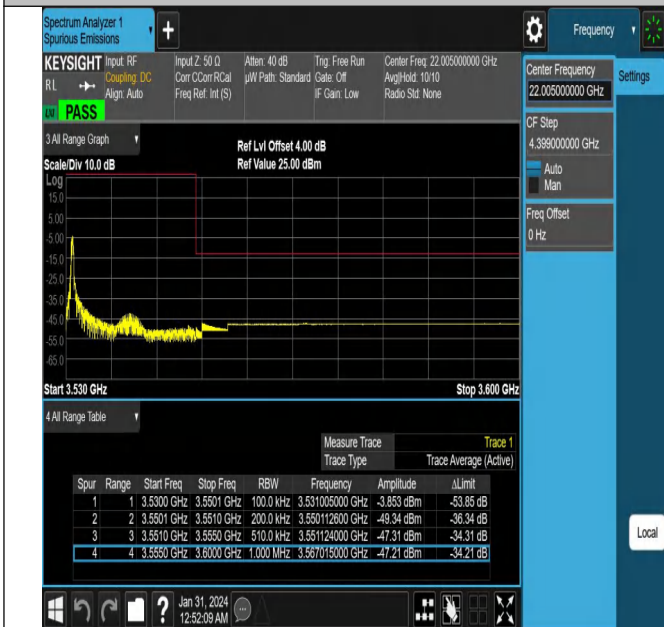 Spectrum Analyzer 1
Spurious Emissions
Frequency
KEYSIGHT
RL
Input: RF
Coupling: DC
Align: Auto
Input Z: 50 Ω
Corr CCorr RCal
Freq Ref: Int (S)
Atten: 40 dB
µW Path: Standard
Trig: Free Run
Gate: Off
IF Gain: Low
Center Freq: 22.005000000 GHz
Avg|Hold: 10/10
Radio Std: None
PASS
Center Frequency
22.005000000 GHz
Settings
CF Step
4.399000000 GHz
Auto
Man
Freq Offset
0 Hz
3 All Range Graph
Scale/Div 10.0 dB
Ref Lvl Offset 4.00 dB
Ref Value 25.00 dBm
Log
15.0
5.00
-5.00
-15.0
-25.0
-35.0
-45.0
-55.0
-65.0
Start 3.530 GHz
Stop 3.600 GHz
4 All Range Table
Measure Trace Trace 1
Trace Type Trace Average (Active)
Spur Range Start Freq Stop Freq RBW Frequency Amplitude ΔLimit
1 1 3.5300 GHz 3.5501 GHz 100.0 kHz 3.531005000 GHz -3.853 dBm -53.85 dB
2 2 3.5501 GHz 3.5510 GHz 200.0 kHz 3.550112600 GHz -49.34 dBm -36.34 dB
3 3 3.5510 GHz 3.5550 GHz 510.0 kHz 3.551124000 GHz -47.31 dBm -34.31 dB
4 4 3.5550 GHz 3.6000 GHz 1.000 MHz 3.567015000 GHz -47.21 dBm -34.21 dB
Local
?
Jan 31, 2024
12:52:09 AM